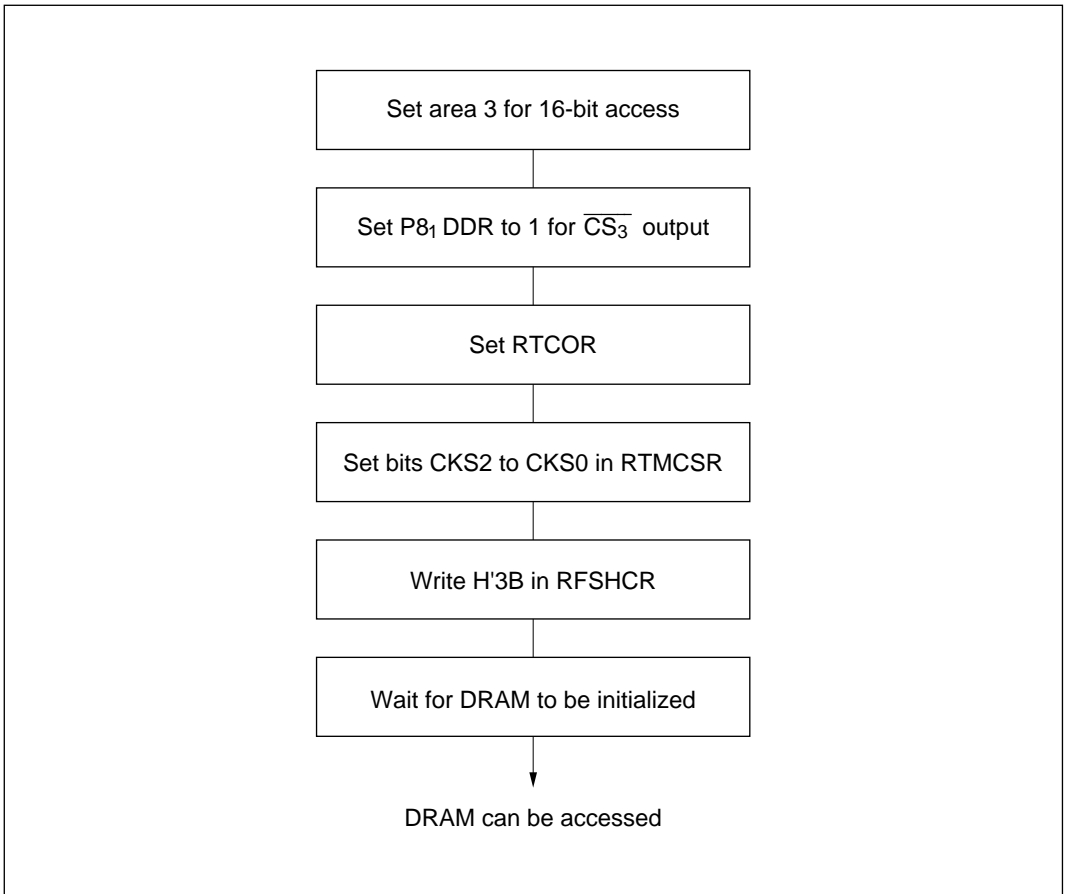 Set area 3 for 16-bit access
Set P8₁ DDR to 1 for C̅S̅₃̅ output
Set RTCOR
Set bits CKS2 to CKS0 in RTMCSR
Write H'3B in RFSHCR
Wait for DRAM to be initialized
DRAM can be accessed